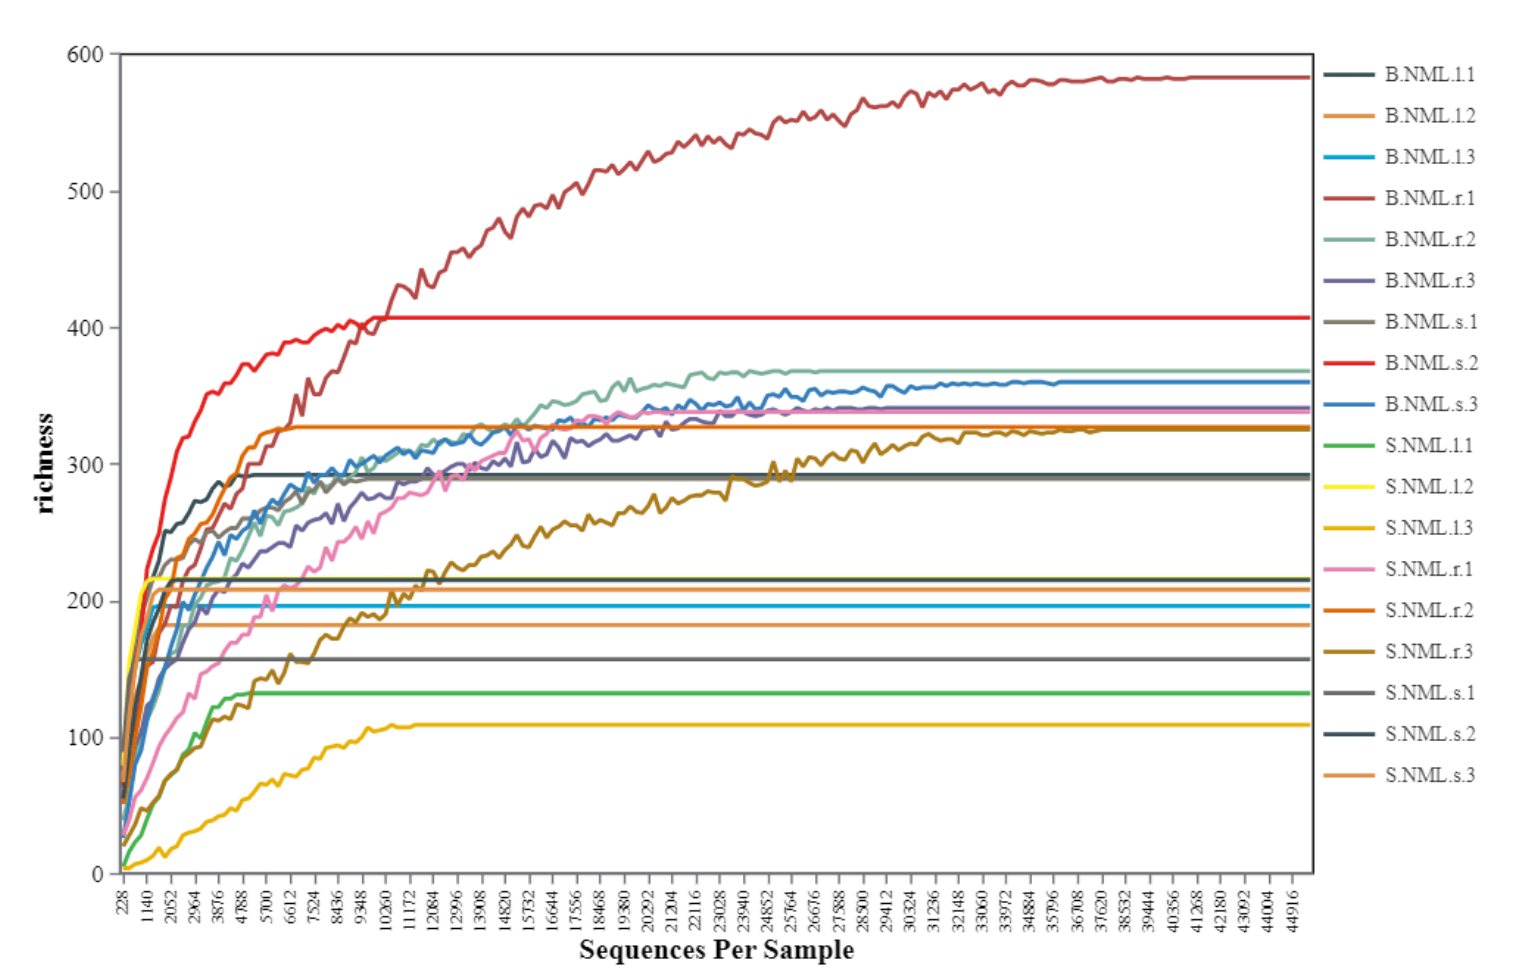 600
500
400
300
200
100
0
richness
228 1140 2052 2964 3876 4788 5700 6612 7524 8436 9348 10260 11172 12084 12996 13908 14820 15732 16644 17556 18468 19380 20292 21204 22116 23028 23940 24852 25764 26676 27588 28500 29412 30324 31236 32148 33060 33972 34884 35796 36708 37620 38532 39444 40356 41268 42180 43092 44004 44916
Sequences Per Sample
B.NML.l.1
B.NML.l.2
B.NML.l.3
B.NML.r.1
B.NML.r.2
B.NML.r.3
B.NML.s.1
B.NML.s.2
B.NML.s.3
S.NML.l.1
S.NML.l.2
S.NML.l.3
S.NML.r.1
S.NML.r.2
S.NML.r.3
S.NML.s.1
S.NML.s.2
S.NML.s.3